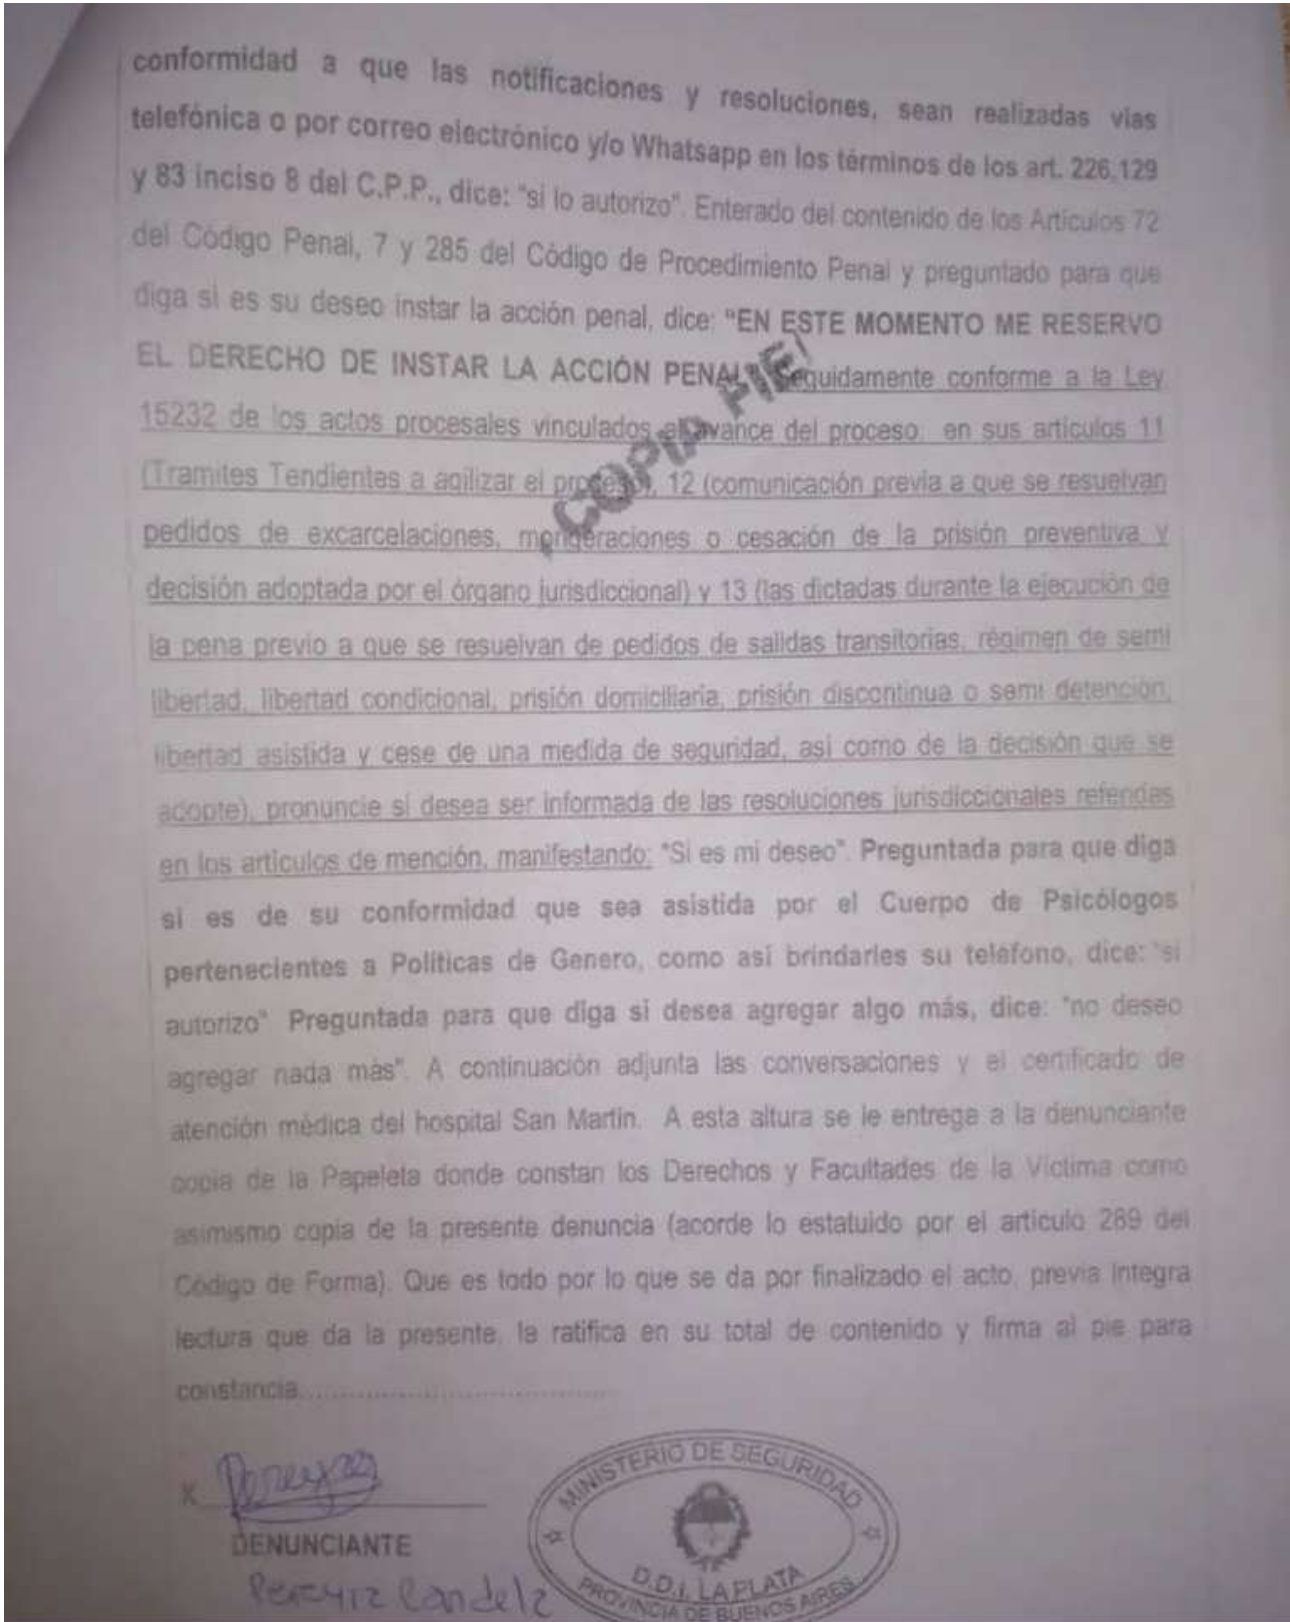 conformidad a que las notificaciones y resoluciones, sean realizadas vias
telefónica o por correo electrónico y/o Whatsapp en los términos de los art. 226,129
y 83 inciso 8 del C.P.P., dice: "si lo autorizo". Enterado del contenido de los Articulos 72
del Código Penal, 7 y 285 del Código de Procedimiento Penal y preguntado para que
diga si es su deseo instar la acción penal, dice: "EN ESTE MOMENTO ME RESERVO
EL DERECHO DE INSTAR LA ACCIÓN PENAL" Seguidamente conforme a la Ley
15232 de los actos procesales vinculados al avance del proceso, en sus articulos 11
(Tramites Tendientes a agilizar el proceso), 12 (comunicación previa a que se resuelvan
pedidos de excarcelaciones, morigeraciones o cesación de la prisión preventiva y
decisión adoptada por el órgano jurisdiccional) y 13 (las dictadas durante la ejecución de
la pena previo a que se resuelvan de pedidos de salidas transitorias, régimen de semi
libertad, libertad condicional, prisión domiciliaria, prisión discontinua o semi detención,
libertad asistida y cese de una medida de seguridad, asi como de la decisión que se
adopte), pronuncie si desea ser informada de las resoluciones jurisdiccionales referidas
en los articulos de mención, manifestando: "Si es mi deseo". Preguntada para que diga
si es de su conformidad que sea asistida por el Cuerpo de Psicólogos
pertenecientes a Políticas de Genero, como así brindarles su teléfono, dice: "si
autorizo" Preguntada para que diga si desea agregar algo más, dice: "no deseo
agregar nada más". A continuación adjunta las conversaciones y el certificado de
atención médica del hospital San Martin. A esta altura se le entrega a la denunciante
copia de la Papeleta donde constan los Derechos y Facultades de la Víctima como
asimismo copia de la presente denuncia (acorde lo estatuido por el articulo 289 del
Código de Forma). Que es todo por lo que se da por finalizado el acto, previa integra
lectura que da la presente, la ratifica en su total de contenido y firma al pie para
constancia..............................
COPIA FIEL
x Pereyra
DENUNCIANTE
Pereyra Candela
MINISTERIO DE SEGURIDAD
D.D.I. LA PLATA
PROVINCIA DE BUENOS AIRES